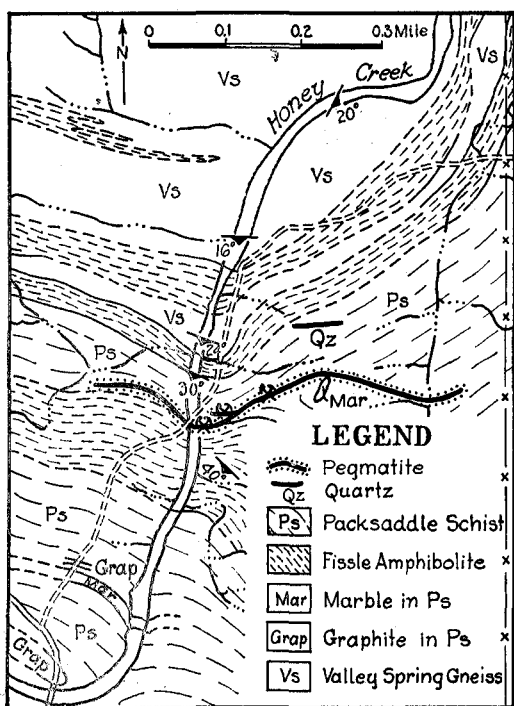 N
0 0.1 0.2 0.3 Mile
Vs
Vs
Honey Creek
20°
Vs
Vs
16°
Vs
Ps
Ps
Qz
Mar
40°
Ps
Grap
Mar
Ps
Grap
LEGEND
Pegmatite
Qz Quartz
Ps Packsaddle Schist
Fissle Amphibolite
Mar Marble in Ps
Grap Graphite in Ps
Vs Valley Spring Gneiss